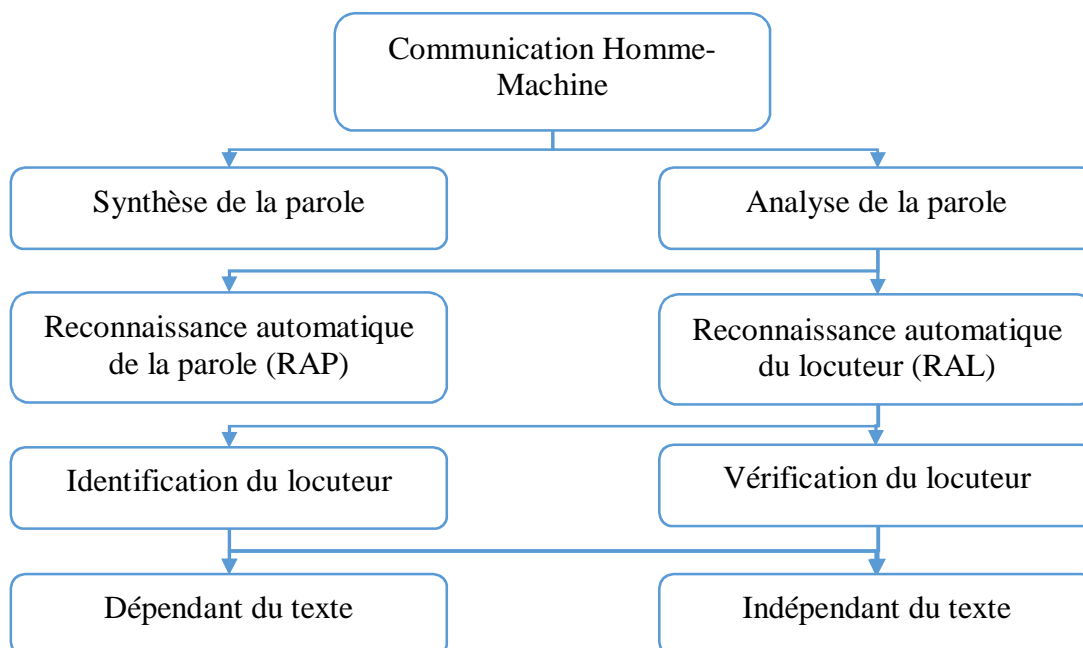 Communication Homme-
Machine
Synthèse de la parole
Analyse de la parole
Reconnaissance automatique
de la parole (RAP)
Reconnaissance automatique
du locuteur (RAL)
Identification du locuteur
Vérification du locuteur
Dépendant du texte
Indépendant du texte